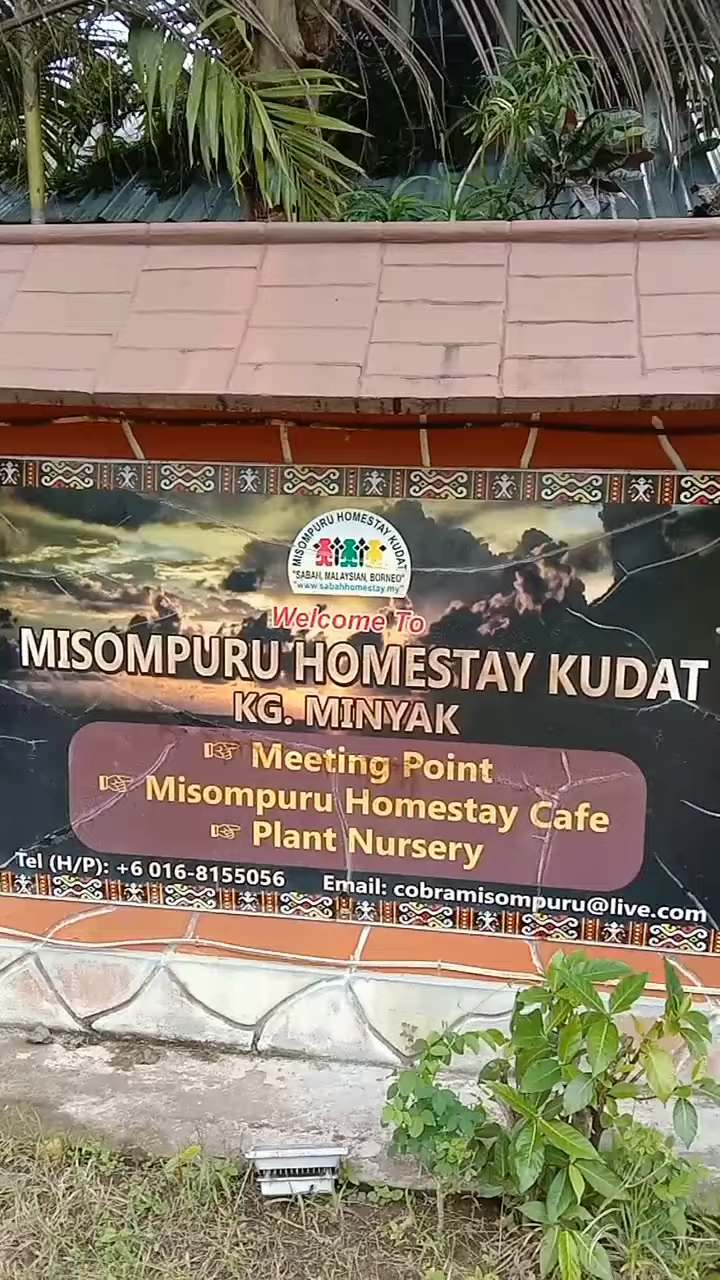 MISOMPURU HOMESTAY KUDAT
"SABAH, MALAYSIAN, BORNEO"
"www.sabahhomestay.my"
Welcome To
MISOMPURU HOMESTAY KUDAT
KG. MINYAK
Meeting Point
Misompuru Homestay Cafe
Plant Nursery
Tel (H/P): +6 016-8155056 Email: cobramisompuru@live.com